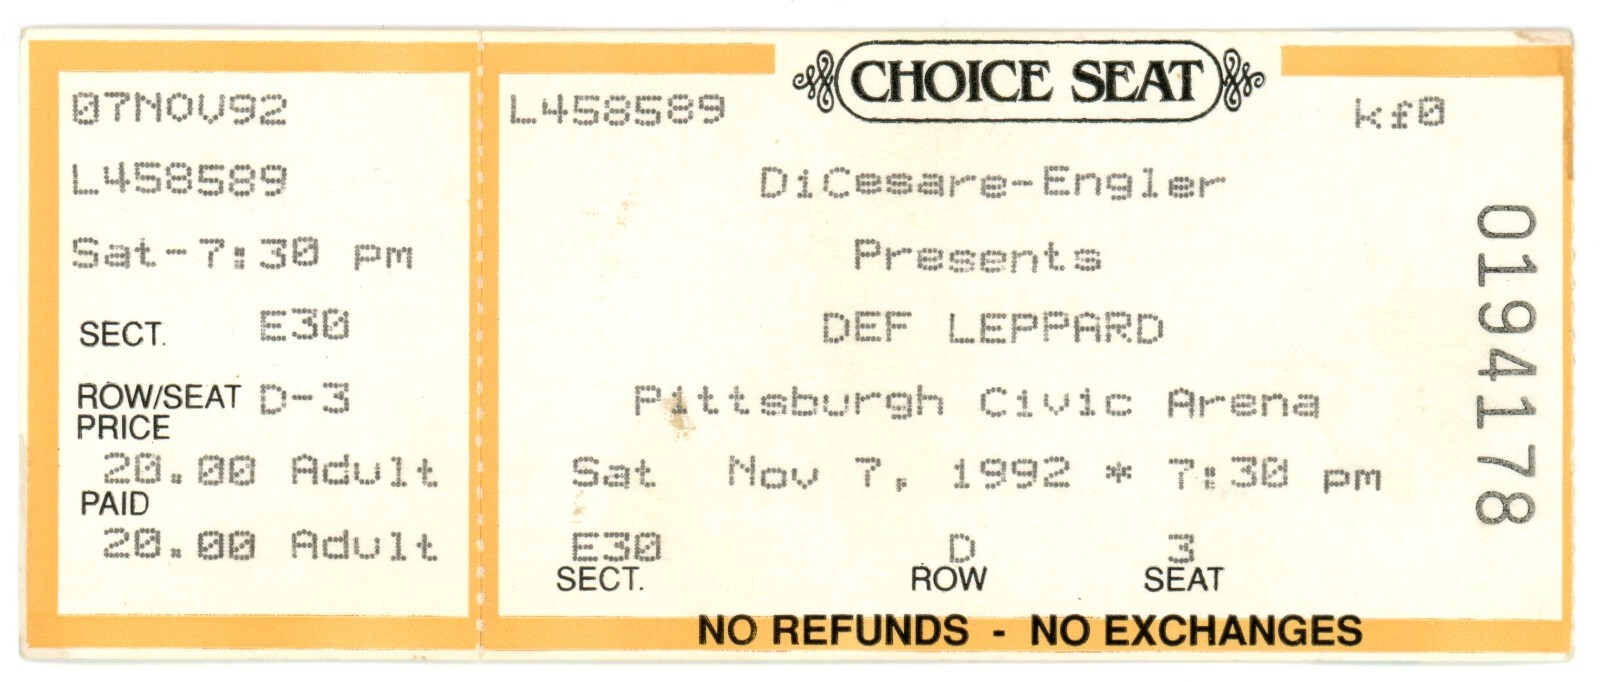 07NOV92
L458589
Sat-7:30 pm
SECT. E30
ROW/SEAT D-3
PRICE
20.00 Adult
PAID
20.00 Adult
CHOICE SEAT
L458589
kf0
DiCesare-Engler
Presents
DEF LEPPARD
Pittsburgh Civic Arena
Sat Nov 7, 1992 * 7:30 pm
E30 D 3
SECT. ROW SEAT
NO REFUNDS - NO EXCHANGES
0194178